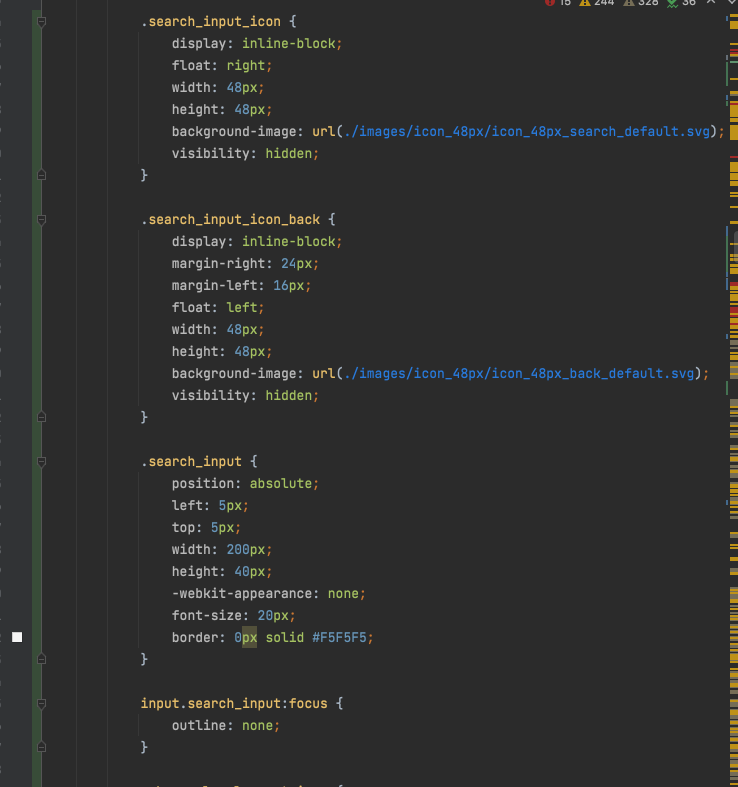 15 244 328 36
.search_input_icon {
display: inline-block;
float: right;
width: 48px;
height: 48px;
background-image: url(./images/icon_48px/icon_48px_search_default.svg);
visibility: hidden;
}
.search_input_icon_back {
display: inline-block;
margin-right: 24px;
margin-left: 16px;
float: left;
width: 48px;
height: 48px;
background-image: url(./images/icon_48px/icon_48px_back_default.svg);
visibility: hidden;
}
.search_input {
position: absolute;
left: 5px;
top: 5px;
width: 200px;
height: 40px;
-webkit-appearance: none;
font-size: 20px;
border: 0px solid #F5F5F5;
}
input.search_input:focus {
outline: none;
}